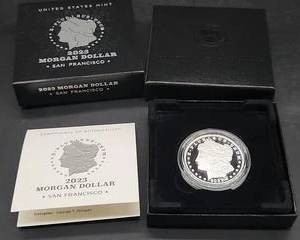 UNITED STATES MINT
2023
MORGAN DOLLAR
SAN FRANCISCO
2023 MORGAN DOLLAR
SAN FRANCISCO
CERTIFICATE OF AUTHENTICITY
2023
MORGAN DOLLAR
SAN FRANCISCO